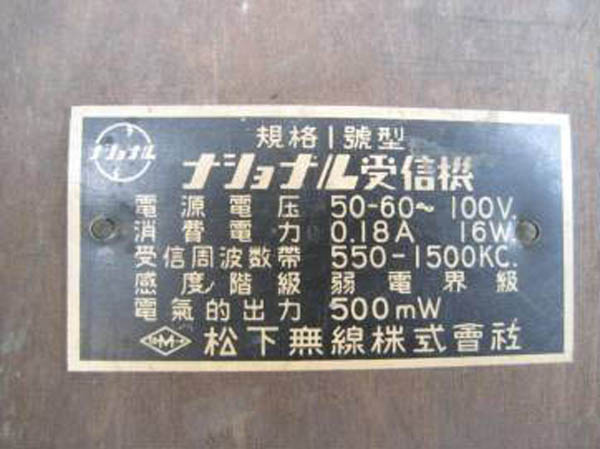 ナショナル
規格1號型
ナショナル受信機
電源電圧 50-60~ 100V.
消費電力 0.18A 16W.
受信周波数帯 550-1500KC.
感度ノ階級 弱電界級
電氣的出力 500mW
M 松下無線株式會社